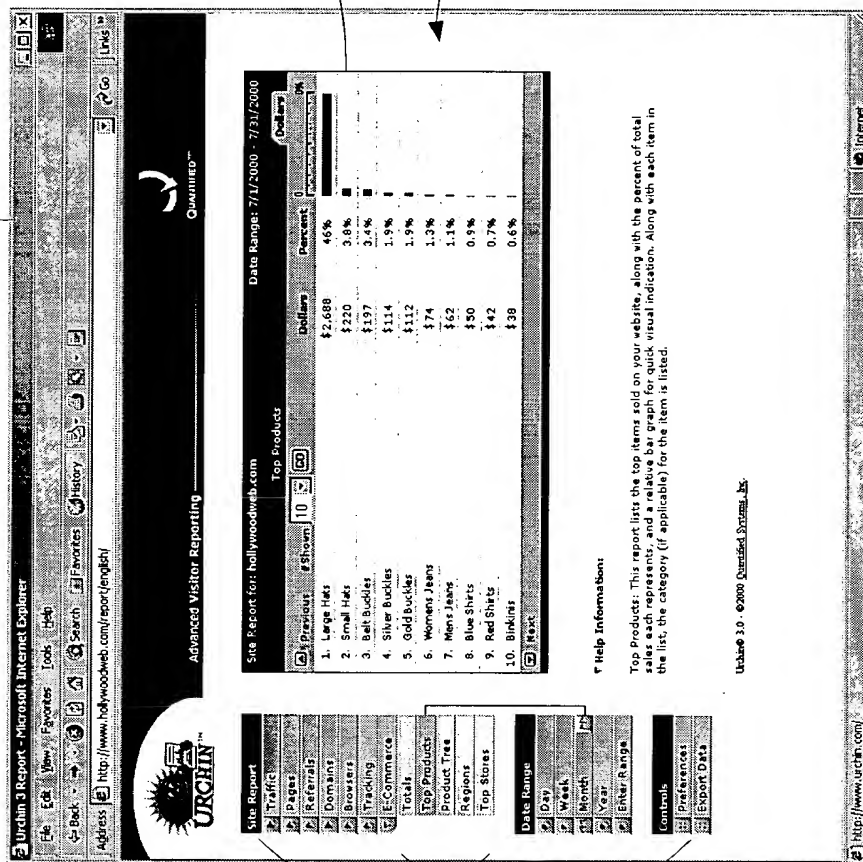 Urchin 3 Report - Microsoft Internet Explorer
File Edit View Favorites Tools Help
Back Search Favorites History
Address http://www.hollywoodweb.com/report/english/ Go Links »
URCHIN™
Advanced Visitor Reporting
QUANTIFIED™
Site Report
Traffic
Pages
Referrals
Domains
Browsers
Tracking
E-Commerce
Totals
Top Products
Product Tree
Regions
Top Stores
Date Range
Day
Week
Month
Year
Enter Range
Controls
Preferences
Export Data
Site Report for: hollywoodweb.com Date Range: 7/1/2000 - 7/31/2000
Top Products Dollars
Previous # Shown 10 GO Dollars Percent 0 0%
1. Large Hats $2,688 46%
2. Small Hats $220 3.8%
3. Belt Buckles $197 3.4%
4. Silver Buckles $114 1.9%
5. Gold Buckles $112 1.9%
6. Womens Jeans $74 1.3%
7. Mens Jeans $62 1.1%
8. Blue Shirts $50 0.9%
9. Red Shirts $42 0.7%
10. Binkinis $38 0.6%
Next
Help Information:
Top Products: This report lists the top items sold on your website, along with the percent of total
sales each represents, and a relative bar graph for quick visual indication. Along with each item in
the list, the category (if applicable) for the item is listed.
Urchin® 3.0 - ©2000 Quantified Systems, Inc.
http://www.urchin.com/ Internet